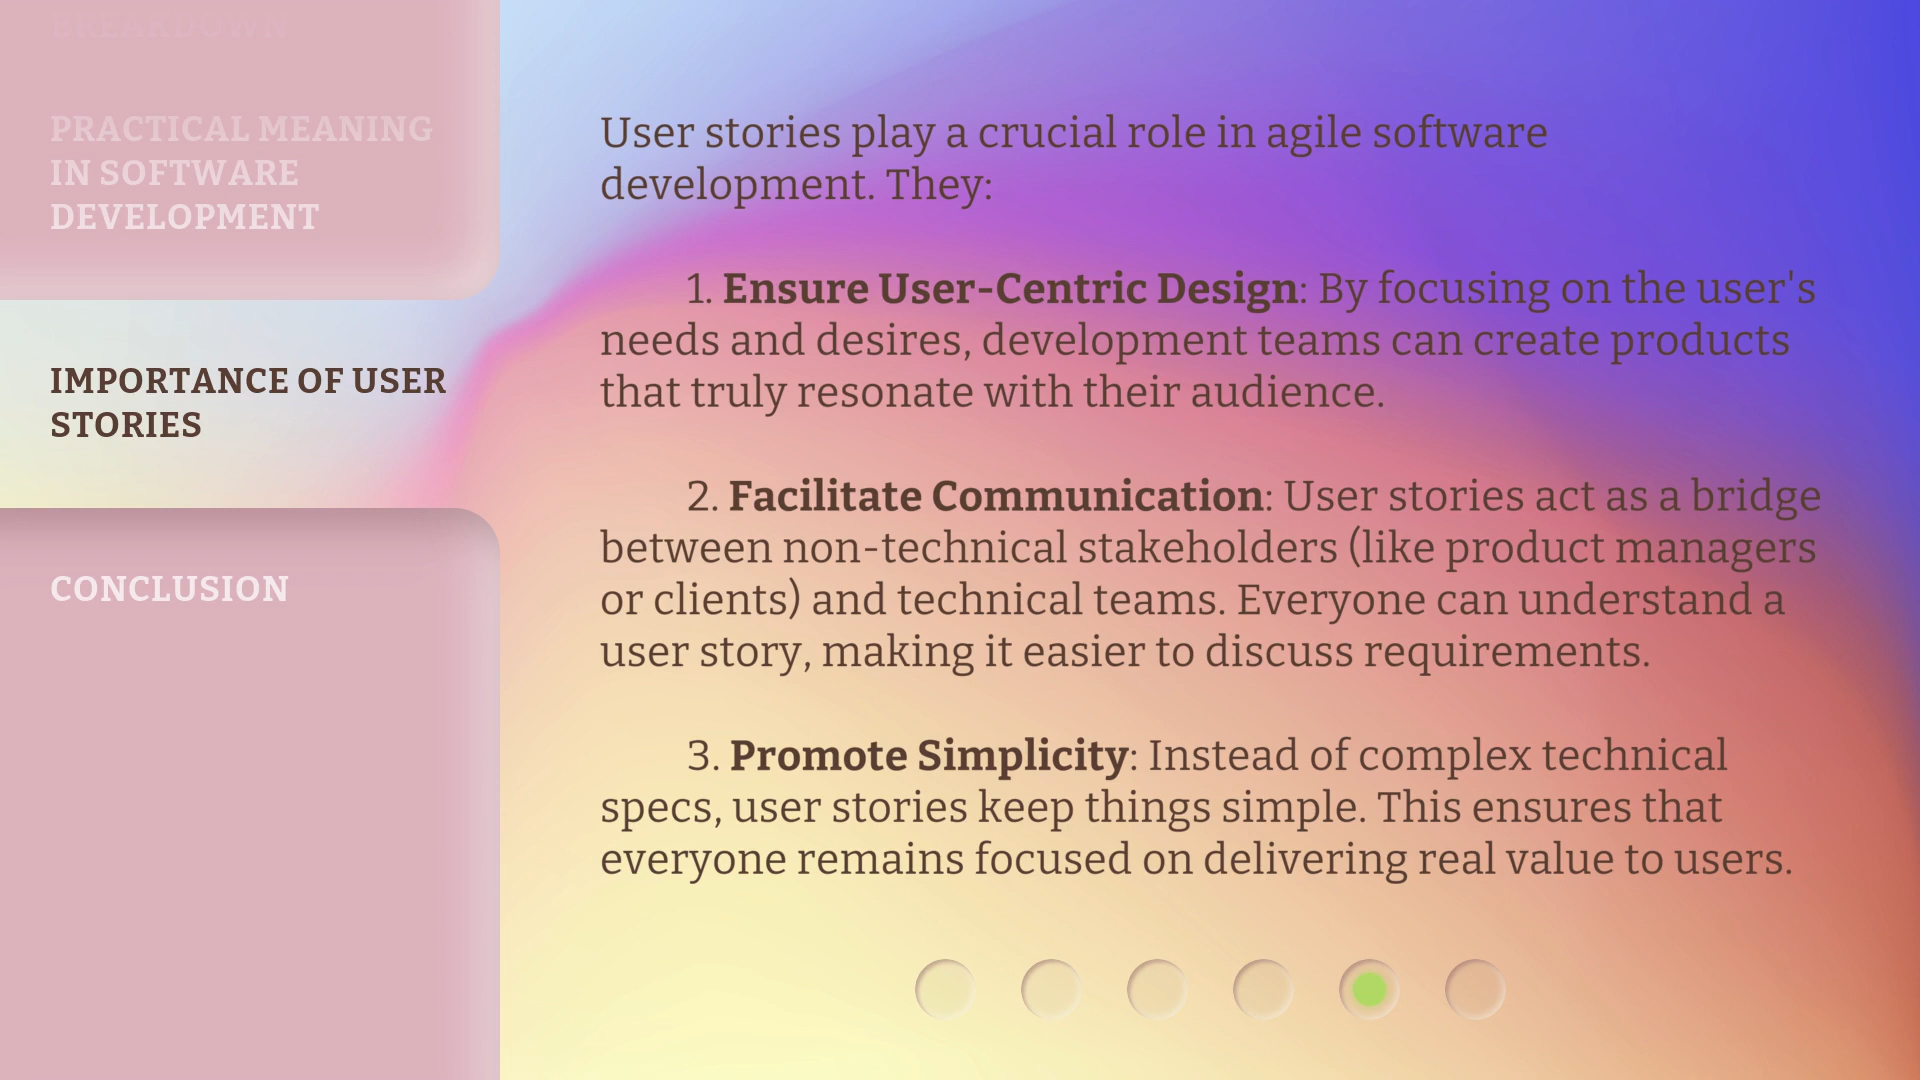 BREAKDOWN
PRACTICAL MEANING
IN SOFTWARE
DEVELOPMENT
IMPORTANCE OF USER
STORIES
CONCLUSION
User stories play a crucial role in agile software
development. They:
1. Ensure User-Centric Design: By focusing on the user's
needs and desires, development teams can create products
that truly resonate with their audience.
2. Facilitate Communication: User stories act as a bridge
between non-technical stakeholders (like product managers
or clients) and technical teams. Everyone can understand a
user story, making it easier to discuss requirements.
3. Promote Simplicity: Instead of complex technical
specs, user stories keep things simple. This ensures that
everyone remains focused on delivering real value to users.